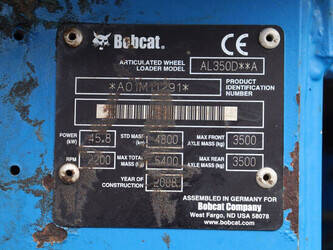 Bobcat. CE
ARTICULATED WHEEL LOADER MODEL AL350D**A
*A01M11291* PRODUCT IDENTIFICATION NUMBER
POWER (kW) 45.8 STD MASS (kg) 4800 MAX FRONT AXLE MASS (kg) 3500
RPM 2200 MAX TOTAL MASS (kg) 5400 MAX REAR AXLE MASS (kg) 3500
YEAR OF CONSTRUCTION 2008
ASSEMBLED IN GERMANY FOR
Bobcat Company
West Fargo, ND USA 58078
www.bobcat.com